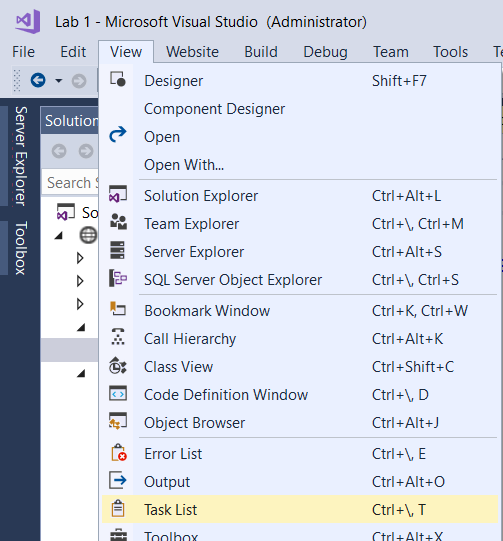 Lab 1 - Microsoft Visual Studio (Administrator)
File Edit View Website Build Debug Team Tools
Server Explorer
Toolbox
Solution
Search
So
Designer Shift+F7
Component Designer
Open
Open With...
Solution Explorer Ctrl+Alt+L
Team Explorer Ctrl+\, Ctrl+M
Server Explorer Ctrl+Alt+S
SQL Server Object Explorer Ctrl+\, Ctrl+S
Bookmark Window Ctrl+K, Ctrl+W
Call Hierarchy Ctrl+Alt+K
Class View Ctrl+Shift+C
Code Definition Window Ctrl+\, D
Object Browser Ctrl+Alt+J
Error List Ctrl+\, E
Output Ctrl+Alt+O
Task List Ctrl+\, T
Toolbox Ctrl+Alt+X